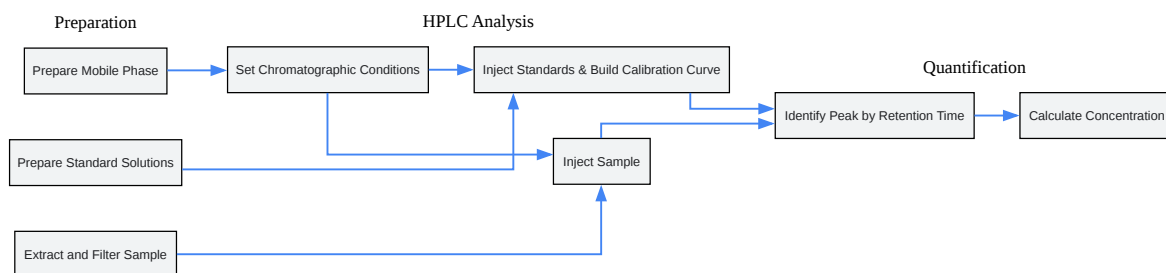 Preparation
HPLC Analysis
Prepare Mobile Phase
Set Chromatographic Conditions
Inject Standards & Build Calibration Curve
Quantification
Identify Peak by Retention Time
Calculate Concentration
Prepare Standard Solutions
Inject Sample
Extract and Filter Sample